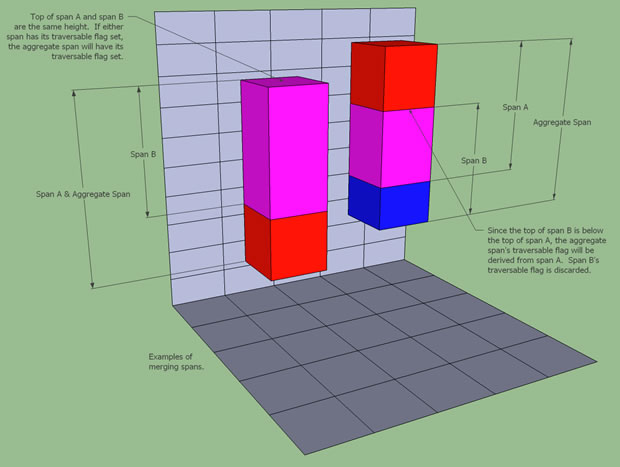 Top of span A and span B
are the same height.  If either
span has its traversable flag set,
the aggregate span will have its
traversable flag set.
Span B
Span A & Aggregate Span
Span A
Aggregate Span
Span B
Since the top of span B is below
the top of span A, the aggregate
span's traversable flag will be
derived from span A.  Span B's
traversable flag is discarded.
Examples of
merging spans.